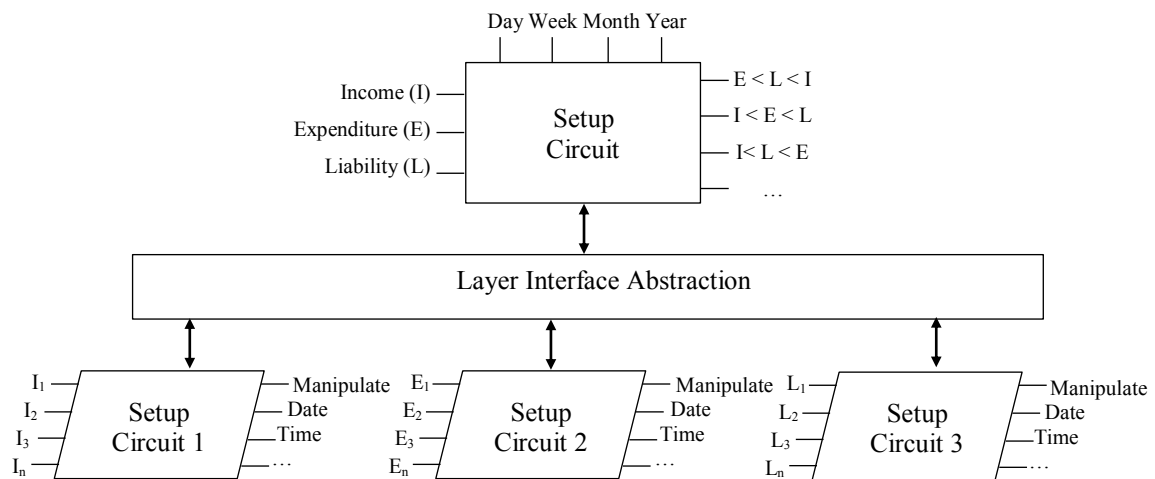 Day Week Month Year
Income (I)
Expenditure (E)
Liability (L)
Setup
Circuit
E < L < I
I < E < L
I< L < E
…
Layer Interface Abstraction
I₁
I₂
I₃
Iₙ
Setup
Circuit 1
Manipulate
Date
Time
…
E₁
E₂
E₃
Eₙ
Setup
Circuit 2
Manipulate
Date
Time
…
L₁
L₂
L₃
Lₙ
Setup
Circuit 3
Manipulate
Date
Time
…